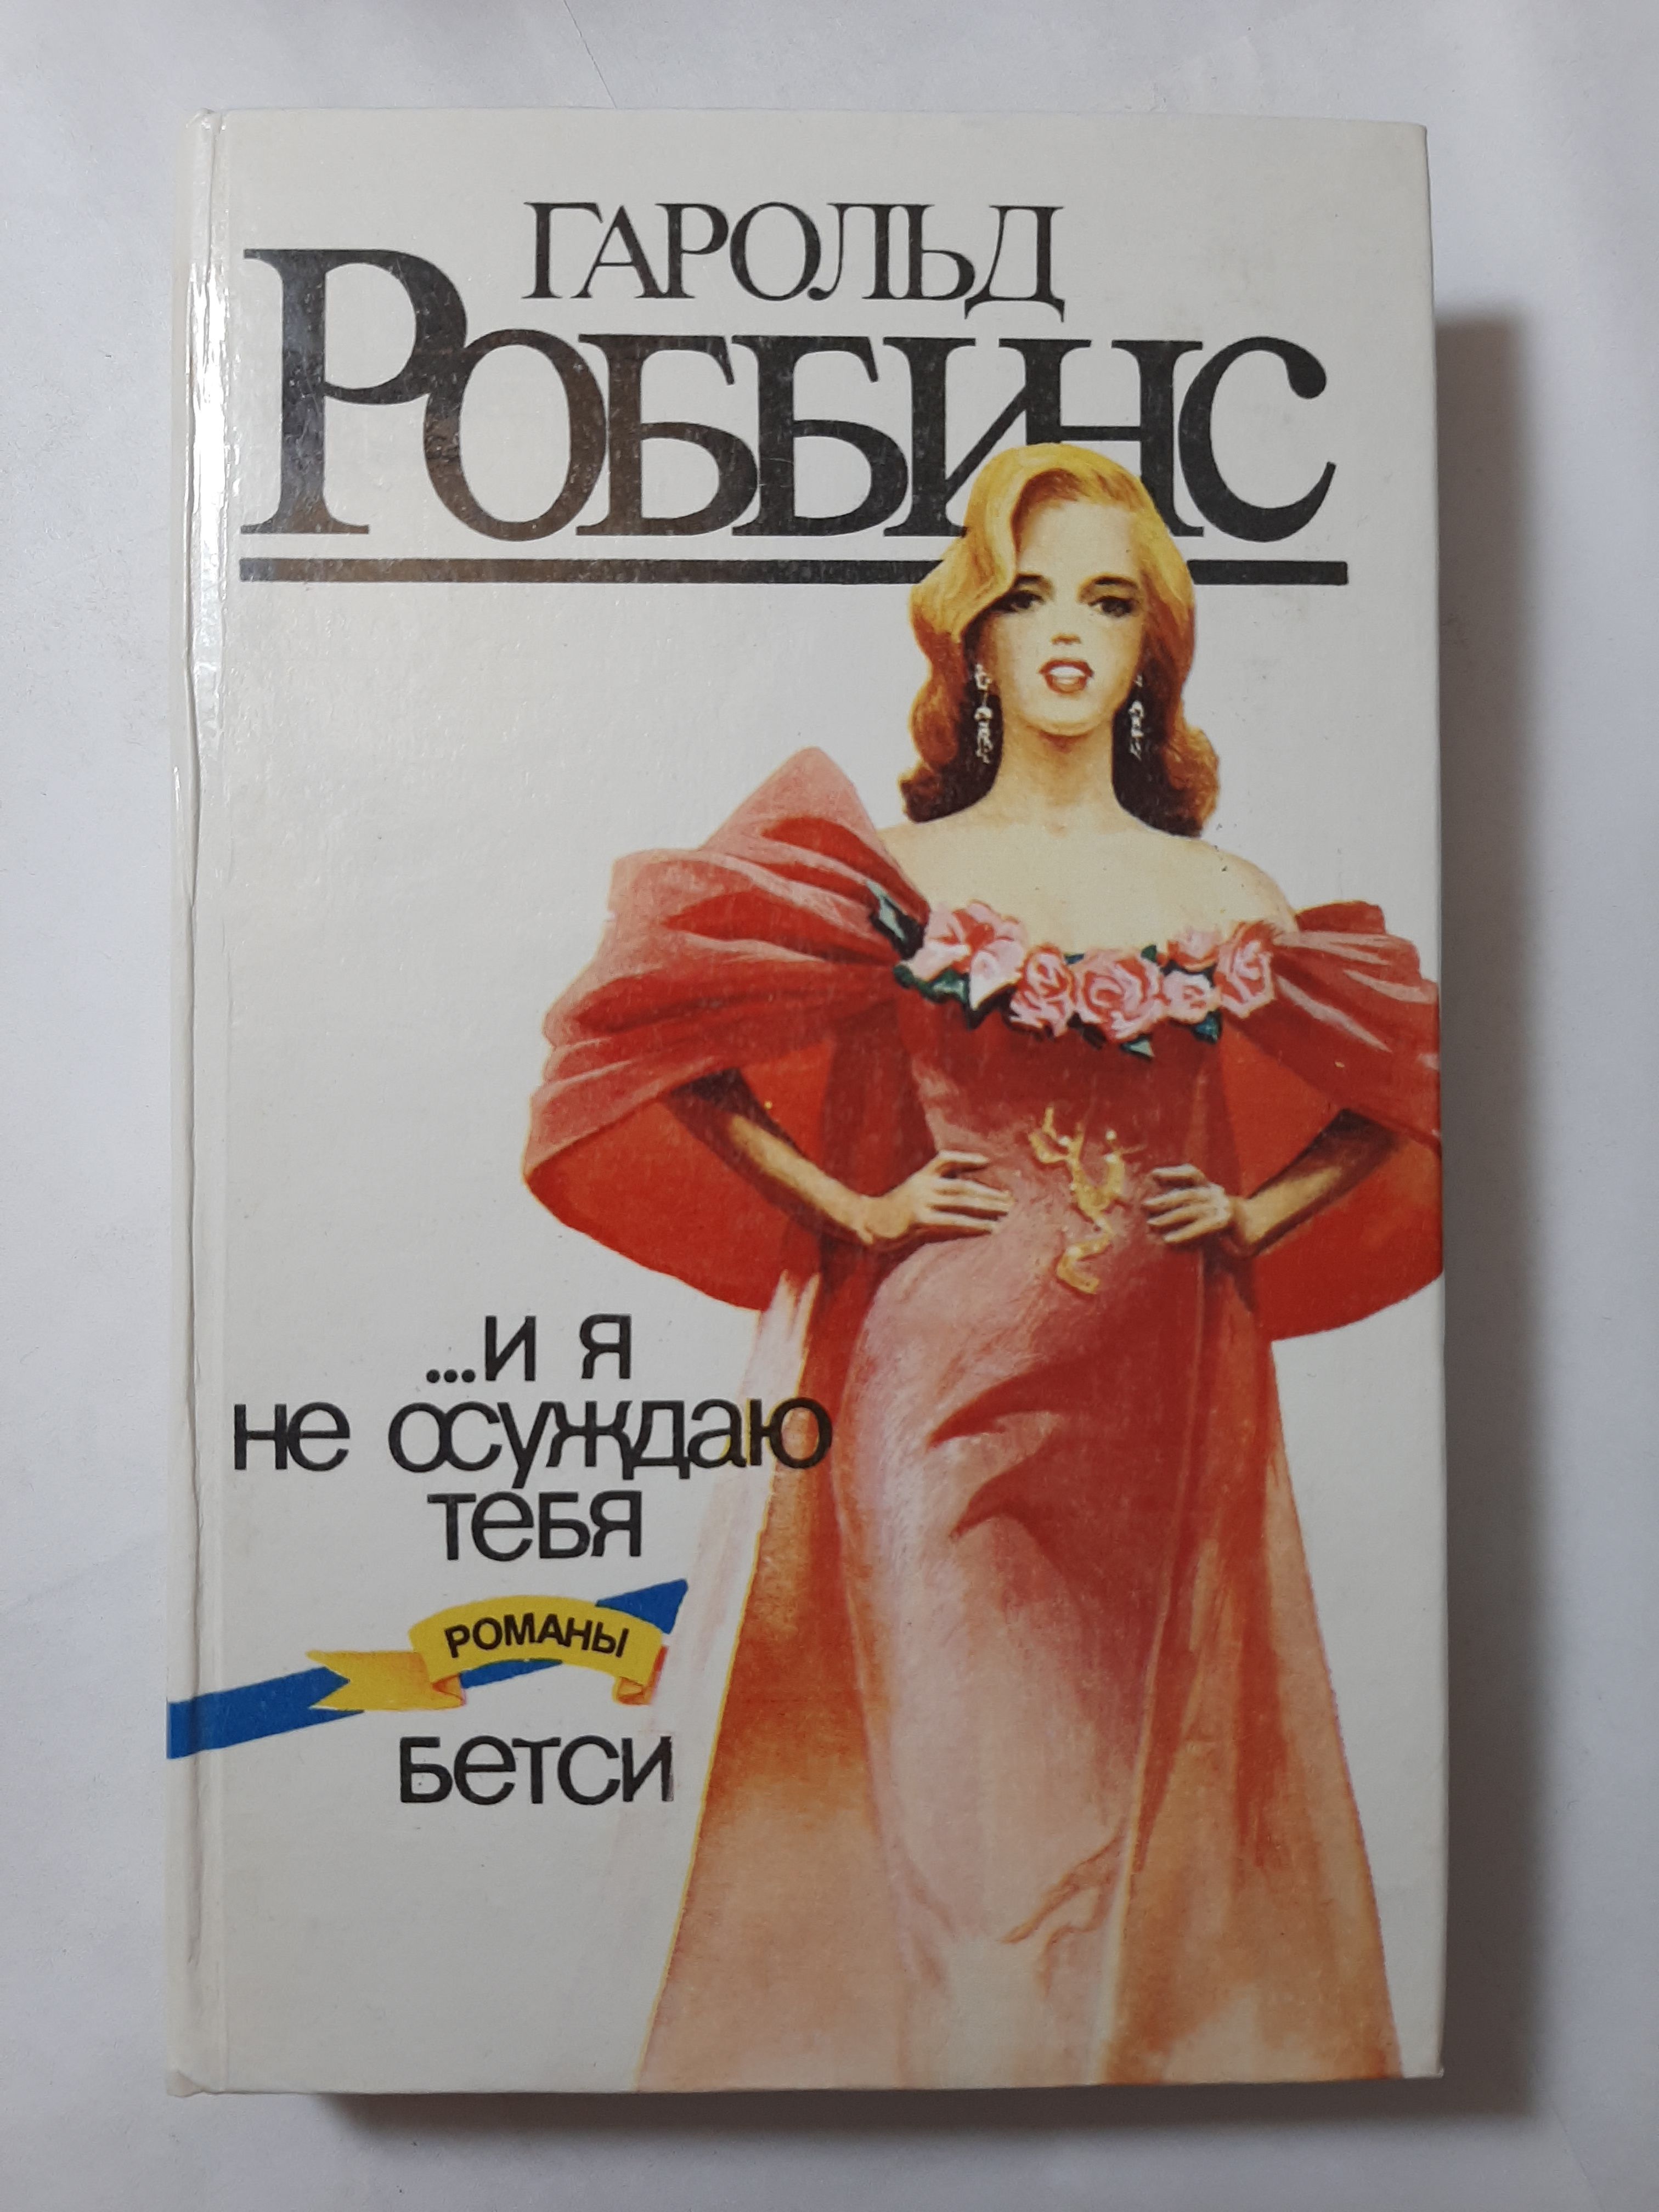 ГАРОЛЬД
РОББИНС
...и я
не осуждаю
тебя
РОМАНЫ
Бетси